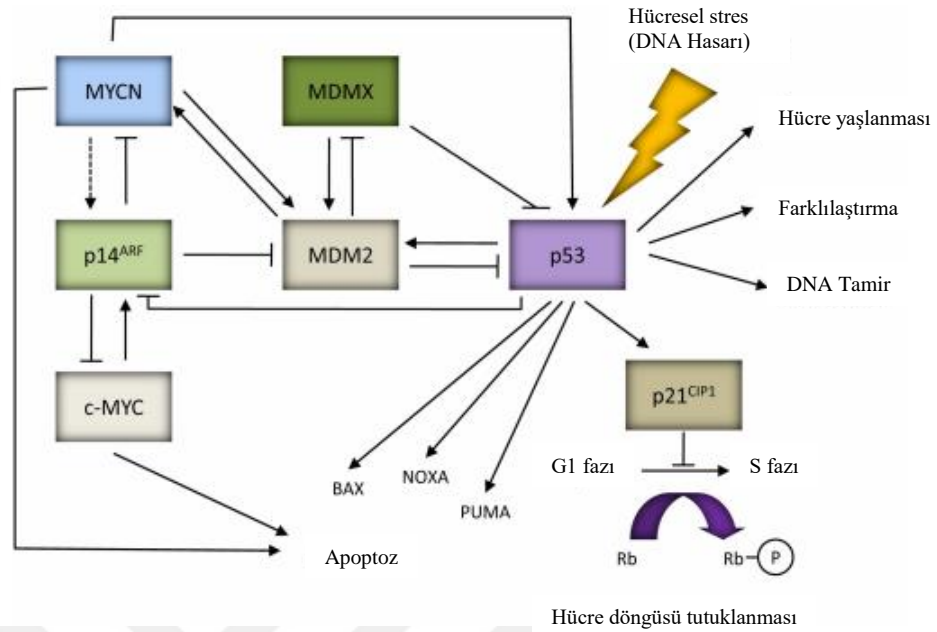 Hücresel stres
(DNA Hasarı)
MYCN
MDMX
Hücre yaşlanması
Farklılaştırma
p14ARF
MDM2
p53
DNA Tamir
c-MYC
p21CIP1
G1 fazı
S fazı
BAX
NOXA
PUMA
Apoptoz
Rb
Rb
P
Hücre döngüsü tutuklanması